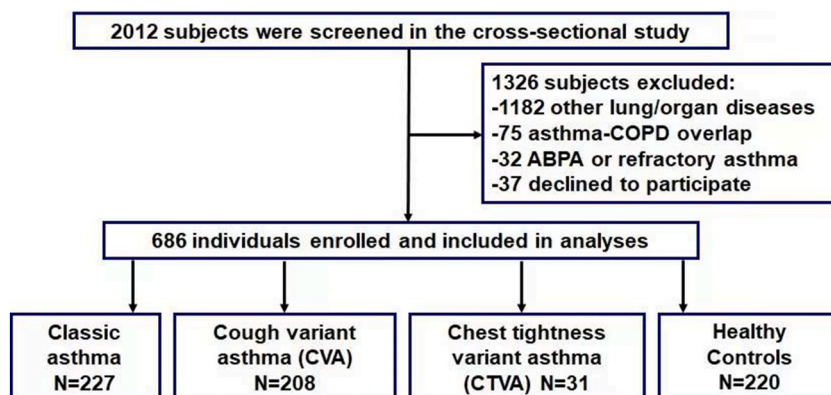 2012 subjects were screened in the cross-sectional study
1326 subjects excluded:
-1182 other lung/organ diseases
-75 asthma-COPD overlap
-32 ABPA or refractory asthma
-37 declined to participate
686 individuals enrolled and included in analyses
Classic
asthma
N=227
Cough variant
asthma (CVA)
N=208
Chest tightness
variant asthma
(CTVA) N=31
Healthy
Controls
N=220